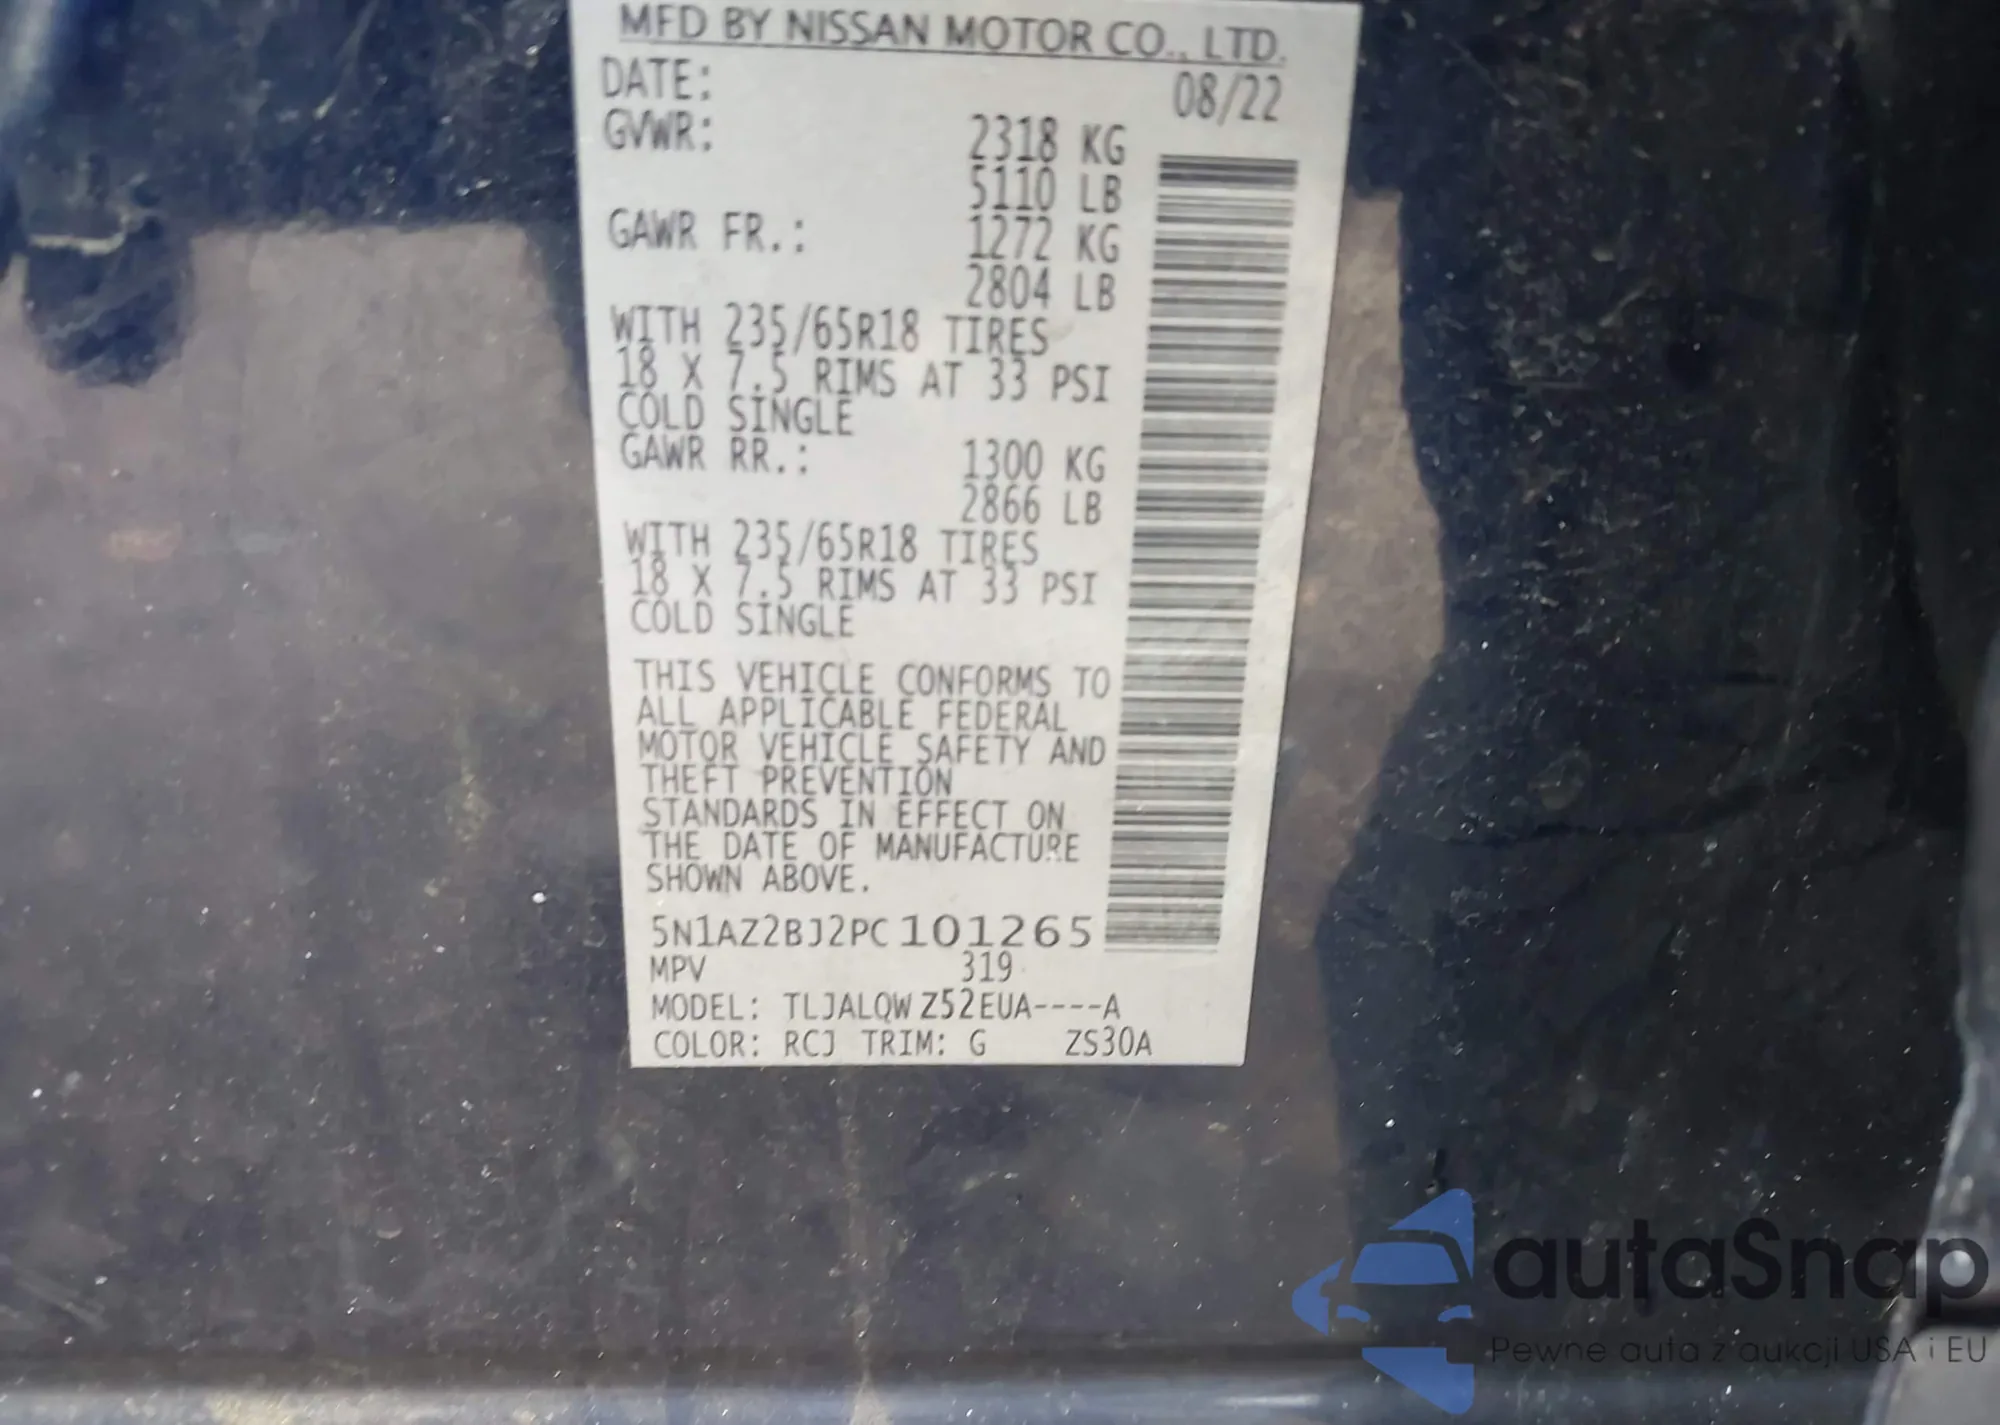 MFD BY NISSAN MOTOR CO., LTD.
DATE: 08/22
GVWR: 2318 KG
5110 LB
GAWR FR.: 1272 KG
2804 LB
WITH 235/65R18 TIRES
18 X 7.5 RIMS AT 33 PSI
COLD SINGLE
GAWR RR.: 1300 KG
2866 LB
WITH 235/65R18 TIRES
18 X 7.5 RIMS AT 33 PSI
COLD SINGLE
THIS VEHICLE CONFORMS TO
ALL APPLICABLE FEDERAL
MOTOR VEHICLE SAFETY AND
THEFT PREVENTION
STANDARDS IN EFFECT ON
THE DATE OF MANUFACTURE
SHOWN ABOVE.
5N1AZ2BJ2PC101265
MPV 319
MODEL: TLJALQW Z52EUA----A
COLOR: RCJ TRIM: G ZS30A
autaSnap
Pewne auta z aukcji USA i EU